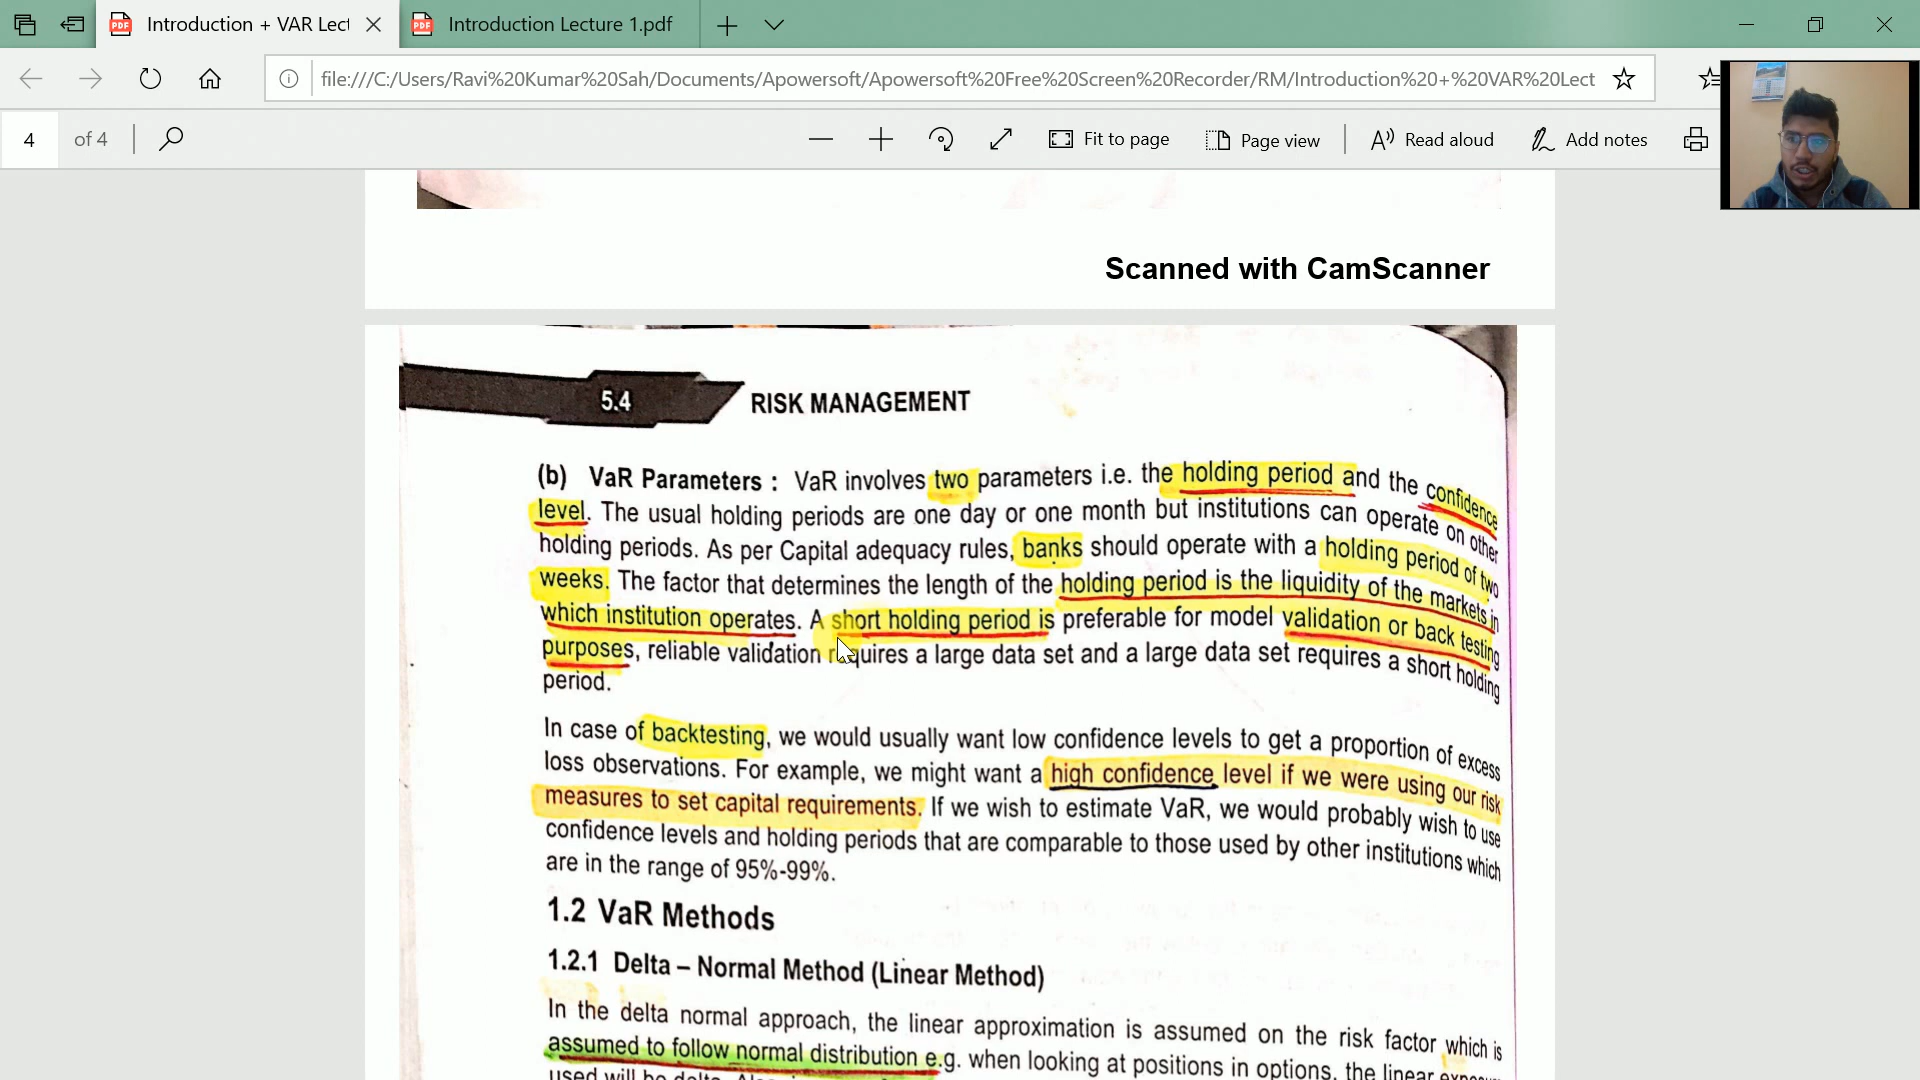 Introduction + VAR Lect
Introduction Lecture 1.pdf
file:///C:/Users/Ravi%20Kumar%20Sah/Documents/Apowersoft/Apowersoft%20Free%20Screen%20Recorder/RM/Introduction%20+%20VAR%20Lect
4 of 4
Fit to page
Page view
Read aloud
Add notes
Scanned with CamScanner
5.4 RISK MANAGEMENT
(b) VaR Parameters : VaR involves two parameters i.e. the holding period and the confidence
level. The usual holding periods are one day or one month but institutions can operate on other
holding periods. As per Capital adequacy rules, banks should operate with a holding period of two
weeks. The factor that determines the length of the holding period is the liquidity of the markets in
which institution operates. A short holding period is preferable for model validation or back testing
purposes, reliable validation requires a large data set and a large data set requires a short holding
period.
In case of backtesting, we would usually want low confidence levels to get a proportion of excess
loss observations. For example, we might want a high confidence level if we were using our risk
measures to set capital requirements. If we wish to estimate VaR, we would probably wish to use
confidence levels and holding periods that are comparable to those used by other institutions which
are in the range of 95%-99%.
1.2 VaR Methods
1.2.1 Delta – Normal Method (Linear Method)
In the delta normal approach, the linear approximation is assumed on the risk factor which is
assumed to follow normal distribution e.g. when looking at positions in options, the linear
used will be delta.